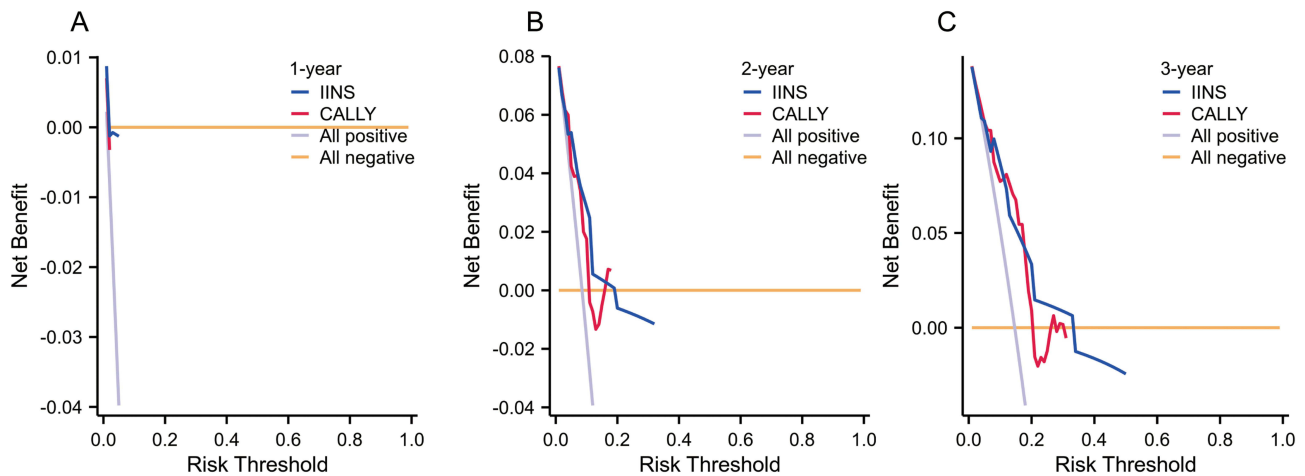 A
0.01
0.00
-0.01
-0.02
-0.03
-0.04
Net Benefit
0.0
0.2
0.4
0.6
0.8
1.0
Risk Threshold
1-year
IINS
CALLY
All positive
All negative
B
0.08
0.06
0.04
0.02
0.00
-0.02
-0.04
Net Benefit
0.0
0.2
0.4
0.6
0.8
1.0
Risk Threshold
2-year
IINS
CALLY
All positive
All negative
C
0.10
0.05
0.00
Net Benefit
0.0
0.2
0.4
0.6
0.8
1.0
Risk Threshold
3-year
IINS
CALLY
All positive
All negative